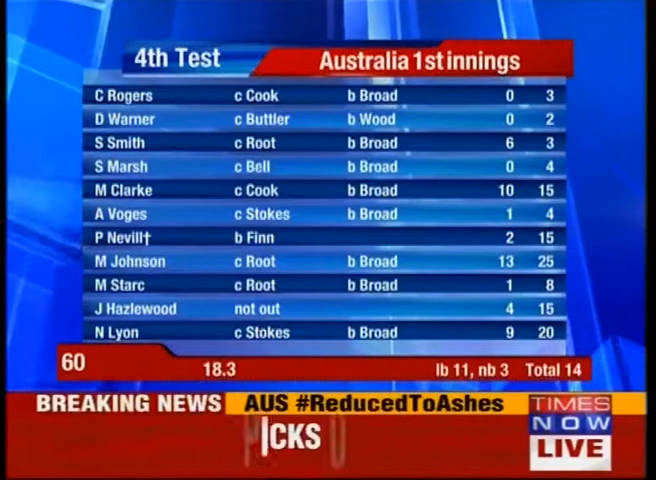 4th Test Australia 1st innings
C Rogers c Cook b Broad 0 3
D Warner c Buttler b Wood 0 2
S Smith c Root b Broad 6 3
S Marsh c Bell b Broad 0 4
M Clarke c Cook b Broad 10 15
A Voges c Stokes b Broad 1 4
P Nevill† b Finn 2 15
M Johnson c Root b Broad 13 25
M Starc c Root b Broad 1 8
J Hazlewood not out 4 15
N Lyon c Stokes b Broad 9 20
60 18.3 lb 11, nb 3 Total 14
BREAKING NEWS AUS #ReducedToAshes
PICKS
TIMES
NOW
LIVE